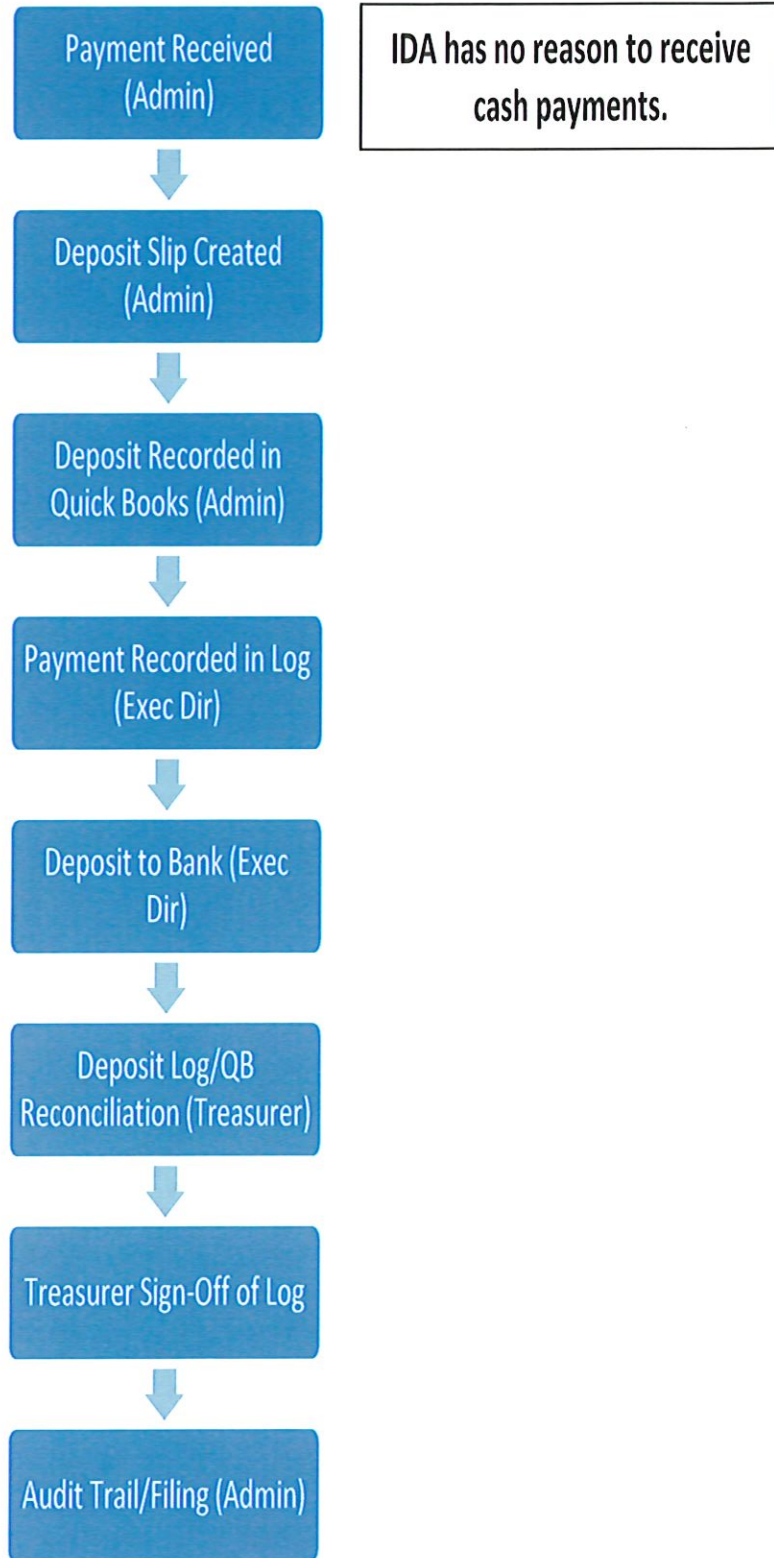 Payment Received
(Admin)
IDA has no reason to receive
cash payments.
Deposit Slip Created
(Admin)
Deposit Recorded in
Quick Books (Admin)
Payment Recorded in Log
(Exec Dir)
Deposit to Bank (Exec
Dir)
Deposit Log/QB
Reconciliation (Treasurer)
Treasurer Sign-Off of Log
Audit Trail/Filing (Admin)